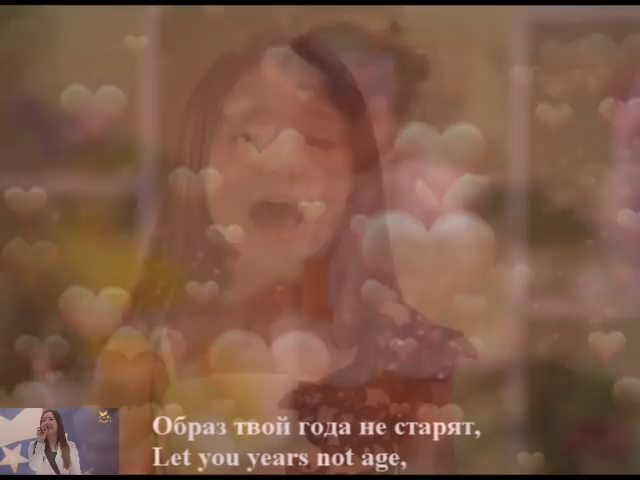 Образ твой года не старят,
Let you years not age,